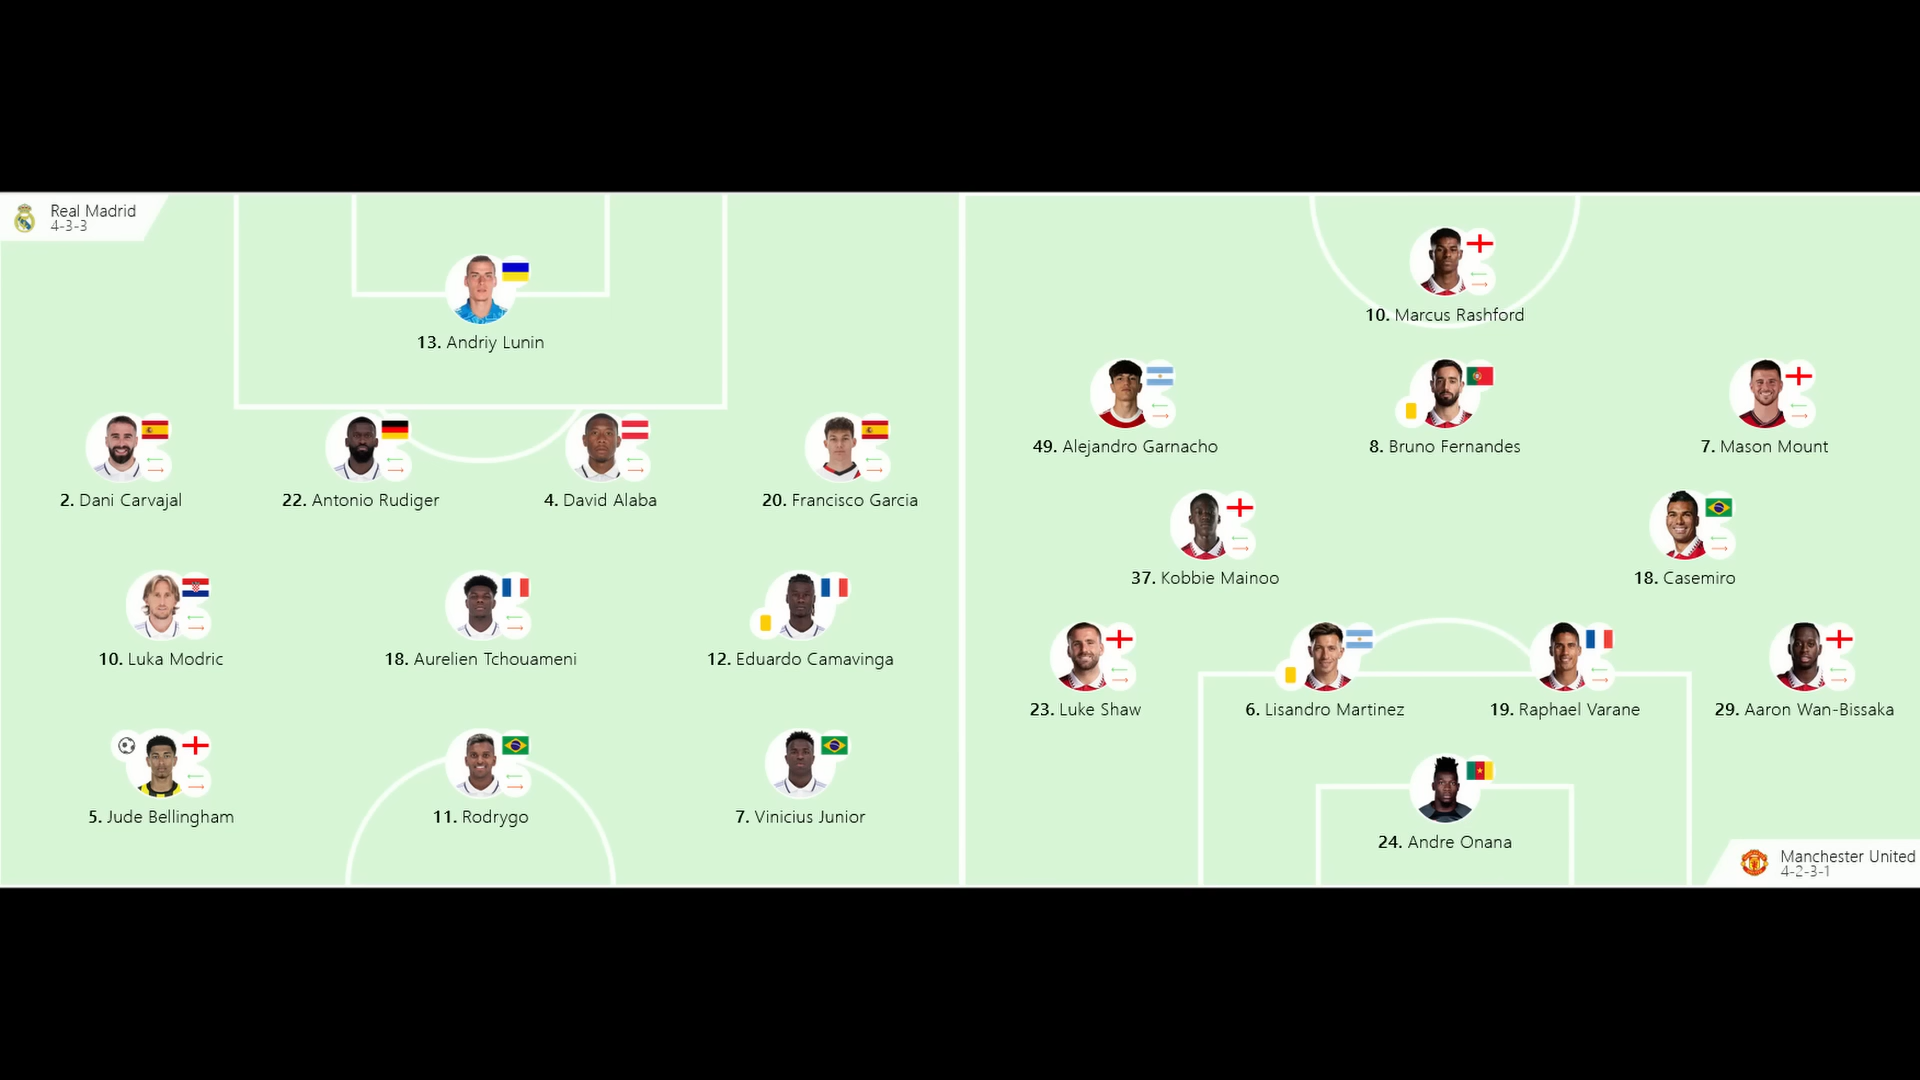 Real Madrid
4-3-3
13. Andriy Lunin
2. Dani Carvajal
22. Antonio Rudiger
4. David Alaba
20. Francisco Garcia
10. Luka Modric
18. Aurelien Tchouameni
12. Eduardo Camavinga
5. Jude Bellingham
11. Rodrygo
7. Vinicius Junior
10. Marcus Rashford
49. Alejandro Garnacho
8. Bruno Fernandes
7. Mason Mount
37. Kobbie Mainoo
18. Casemiro
23. Luke Shaw
6. Lisandro Martinez
19. Raphael Varane
29. Aaron Wan-Bissaka
24. Andre Onana
Manchester United
4-2-3-1